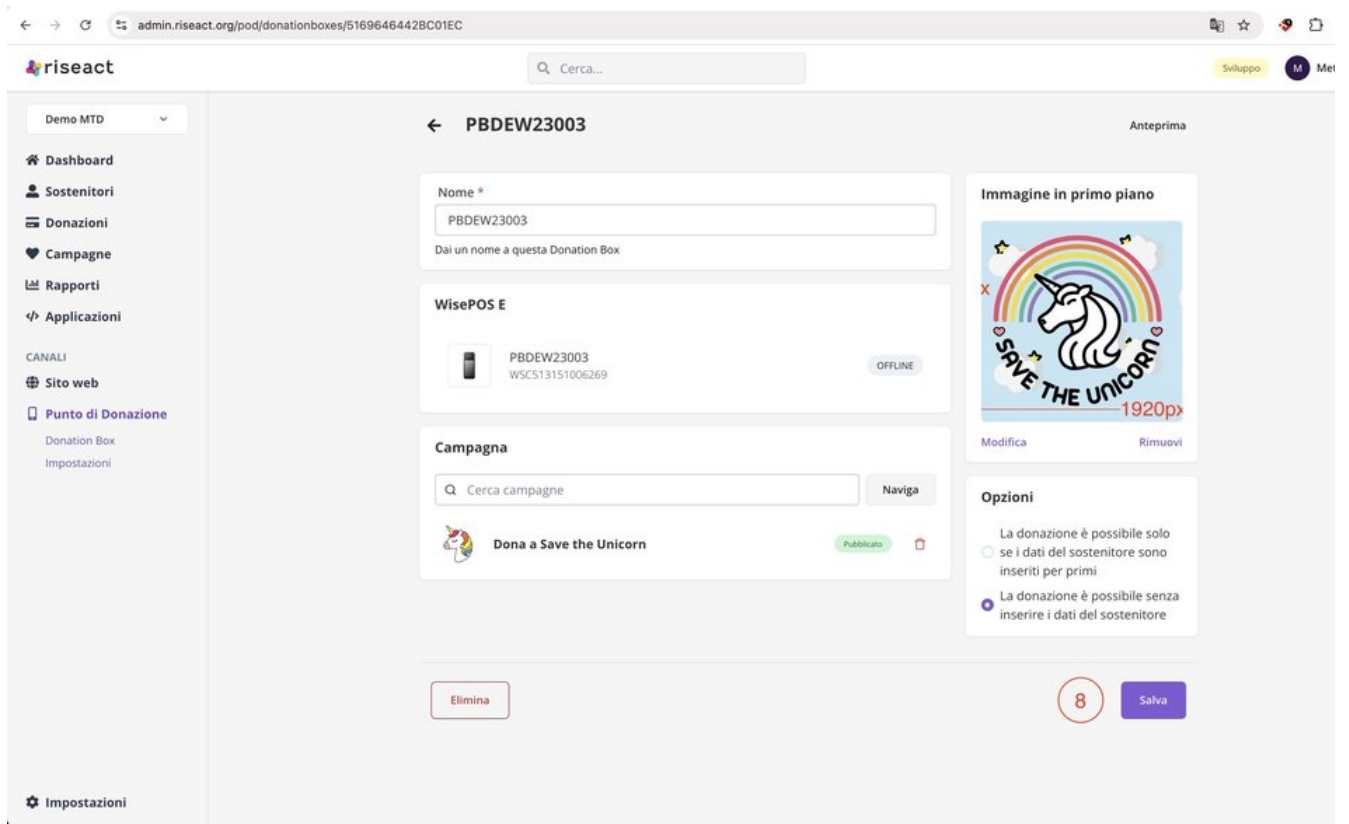 admin.riseact.org/pod/donationboxes/5169646442BC01EC
riseact
Cerca...
Sviluppo
M
Met
Demo MTD
Dashboard
Sostenitori
Donazioni
Campagne
Rapporti
Applicazioni
CANALI
Sito web
Punto di Donazione
Donation Box
Impostazioni
Impostazioni
PBDEW23003
Anteprima
Nome *
PBDEW23003
Dai un nome a questa Donation Box
WisePOS E
PBDEW23003
WSC513151006269
OFFLINE
Campagna
Cerca campagne
Naviga
Dona a Save the Unicorn
Pubblicato
Immagine in primo piano
x
SAVE THE UNICORN
1920px
Modifica
Rimuovi
Opzioni
La donazione è possibile solo
se i dati del sostenitore sono
inseriti per primi
La donazione è possibile senza
inserire i dati del sostenitore
Elimina
8
Salva